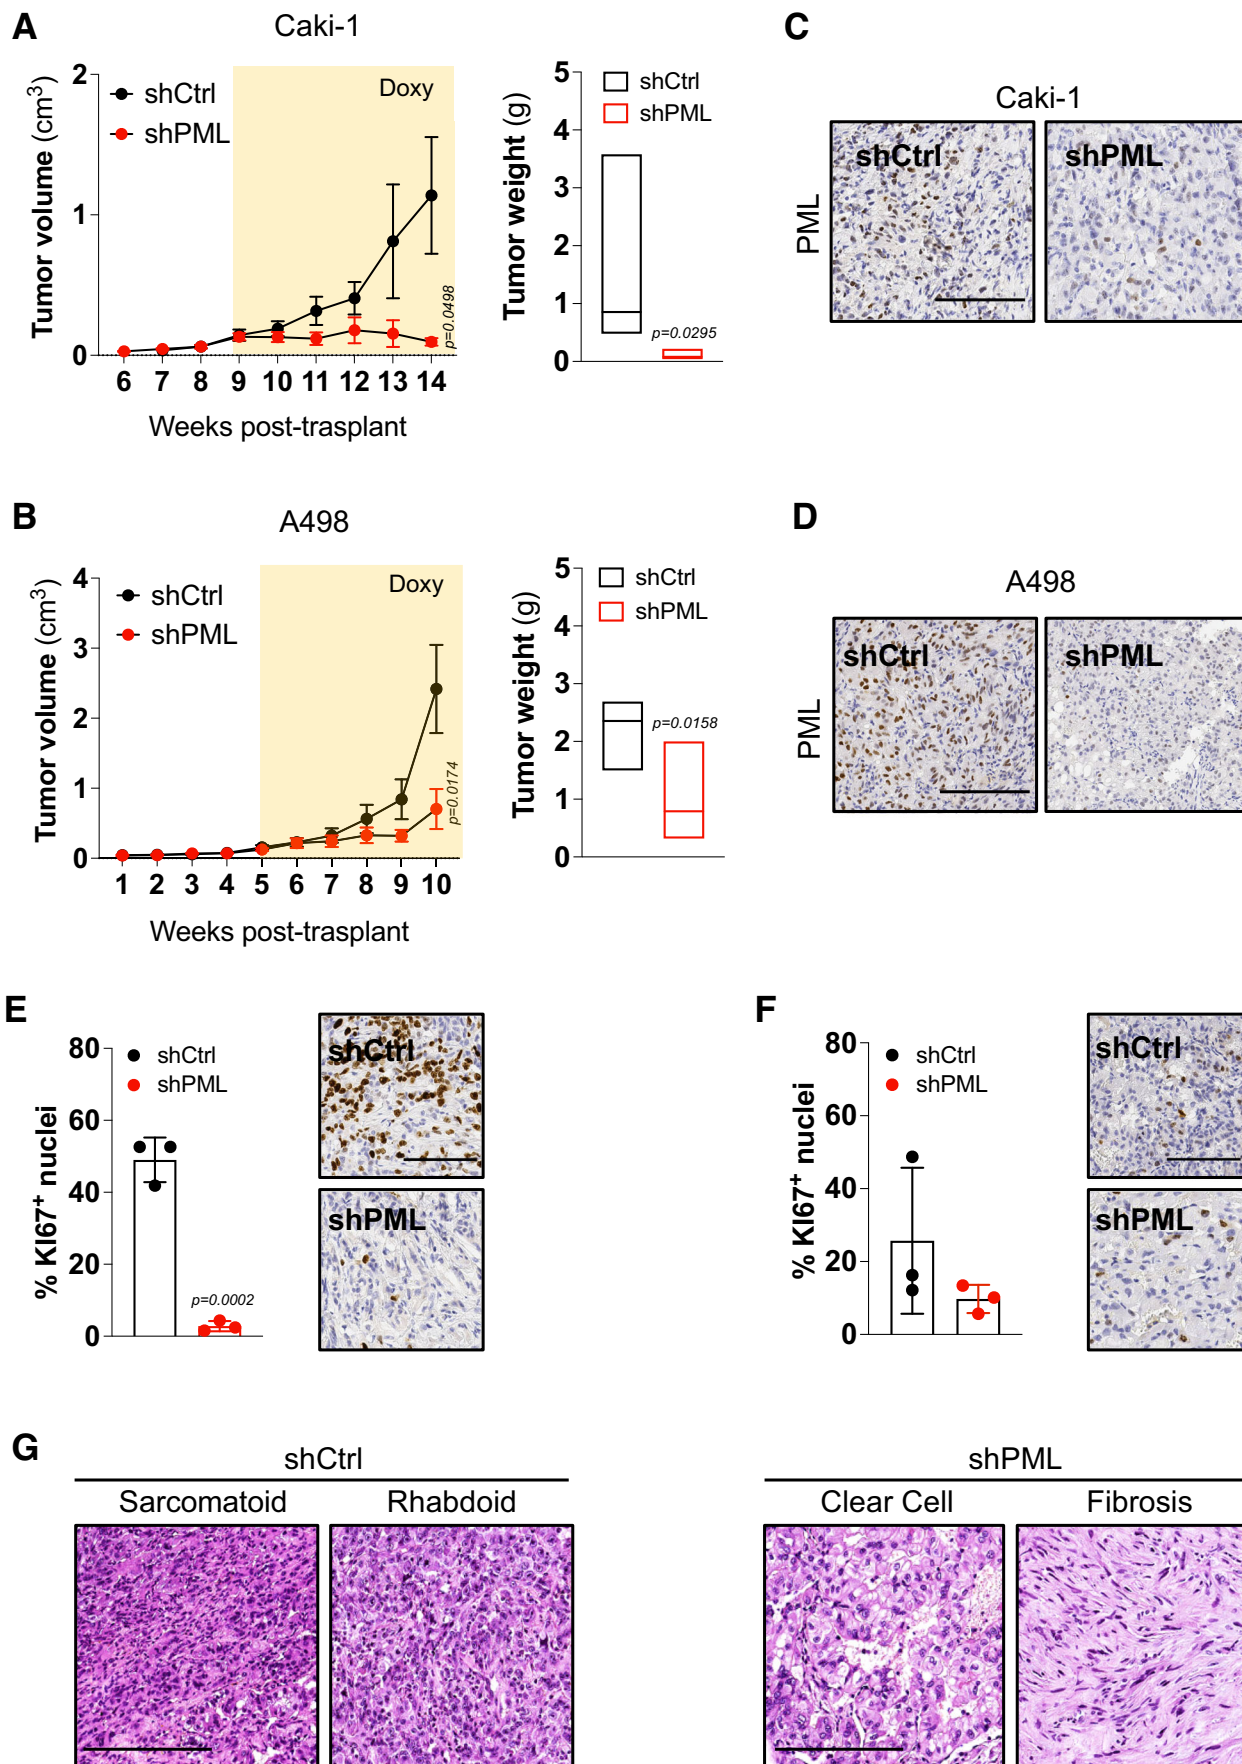 A
Caki-1
Tumor volume (cm³)
2
1
0
shCtrl
shPML
Doxy
p=0.0498
6 7 8 9 10 11 12 13 14
Weeks post-trasplant
Tumor weight (g)
5
4
3
2
1
0
shCtrl
shPML
p=0.0295
C
Caki-1
PML
shCtrl
shPML
B
A498
Tumor volume (cm³)
4
3
2
1
0
shCtrl
shPML
Doxy
p=0.0174
1 2 3 4 5 6 7 8 9 10
Weeks post-trasplant
Tumor weight (g)
5
4
3
2
1
0
shCtrl
shPML
p=0.0158
D
A498
PML
shCtrl
shPML
E
% KI67⁺ nuclei
80
60
40
20
0
shCtrl
shPML
p=0.0002
shCtrl
shPML
F
% KI67⁺ nuclei
80
60
40
20
0
shCtrl
shPML
shCtrl
shPML
G
shCtrl
Sarcomatoid Rhabdoid
shPML
Clear Cell Fibrosis